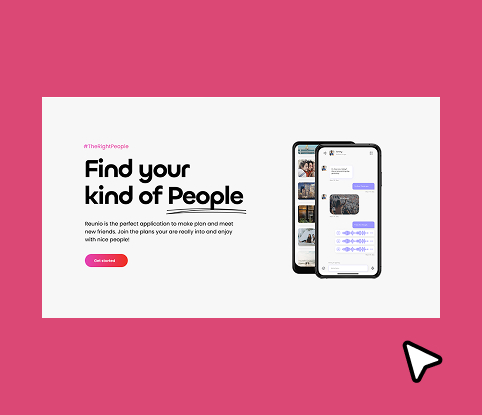 #TheRightPeople
Find your
kind of People
Reunio is the perfect application to make plan and meet
new friends. Join the plans your are really into and enjoy
with nice people!
Get started